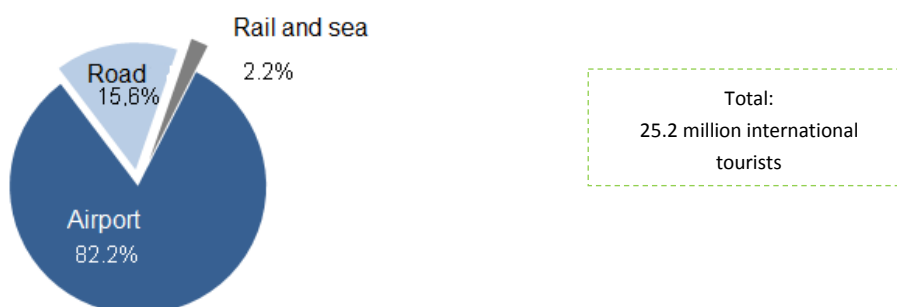 Rail and sea
2.2%
Road
15,6%
Airport
82.2%
Total:
25.2 million international
tourists